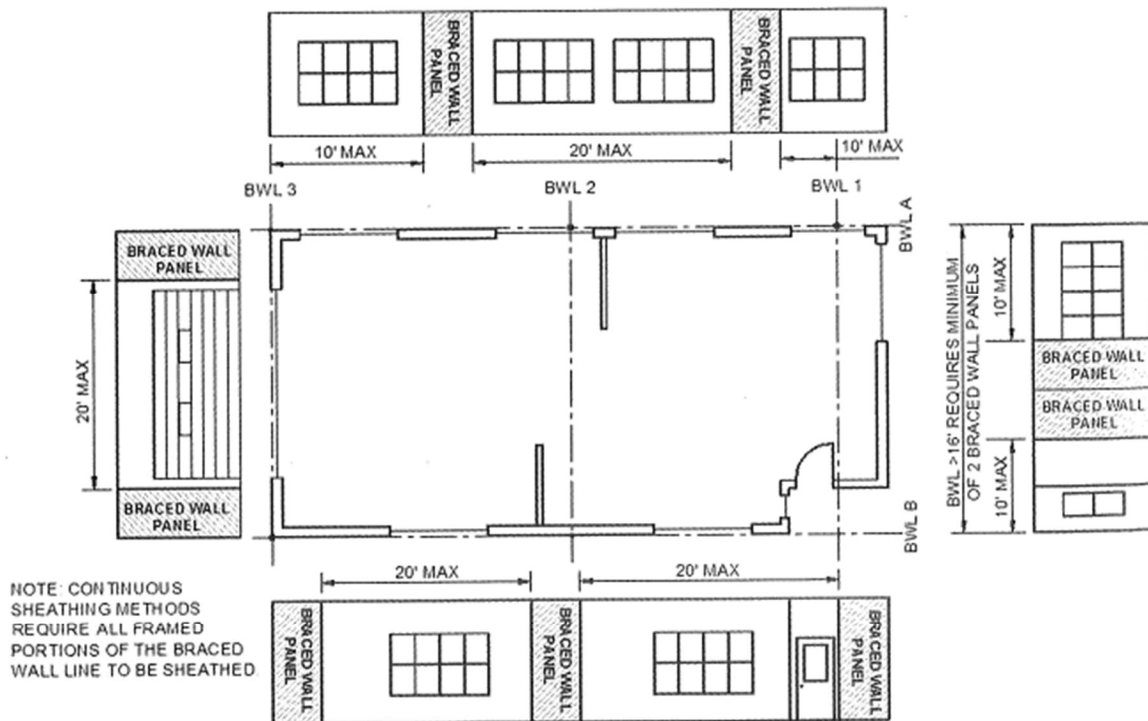 BRACED WALL
PANEL
BRACED WALL
PANEL
10' MAX
20' MAX
10' MAX
BWL 3
BWL 2
BWL 1
BWL A
BRACED WALL
PANEL
20' MAX
BRACED WALL
PANEL
BWL >16' REQUIRES MINIMUM
OF 2 BRACED WALL PANELS
10' MAX
10' MAX
BRACED WALL
PANEL
BRACED WALL
PANEL
BWL B
NOTE: CONTINUOUS
SHEATHING METHODS
REQUIRE ALL FRAMED
PORTIONS OF THE BRACED
WALL LINE TO BE SHEATHED.
20' MAX
20' MAX
BRACED WALL
PANEL
BRACED WALL
PANEL
BRACED WALL
PANEL